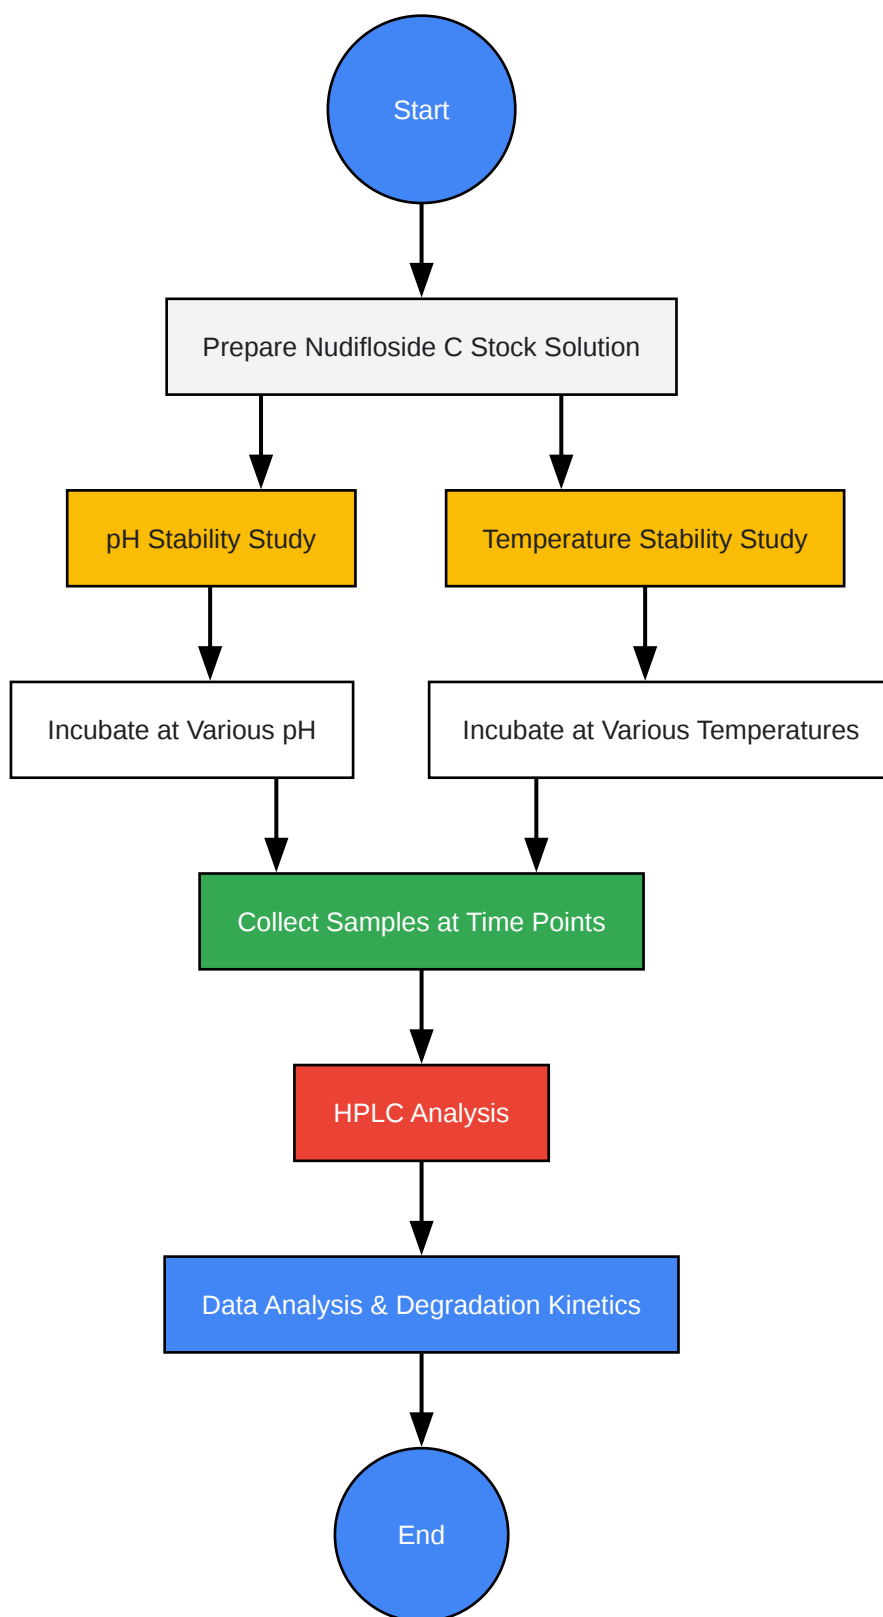 Start
Prepare Nudifloside C Stock Solution
pH Stability Study
Temperature Stability Study
Incubate at Various pH
Incubate at Various Temperatures
Collect Samples at Time Points
HPLC Analysis
Data Analysis & Degradation Kinetics
End